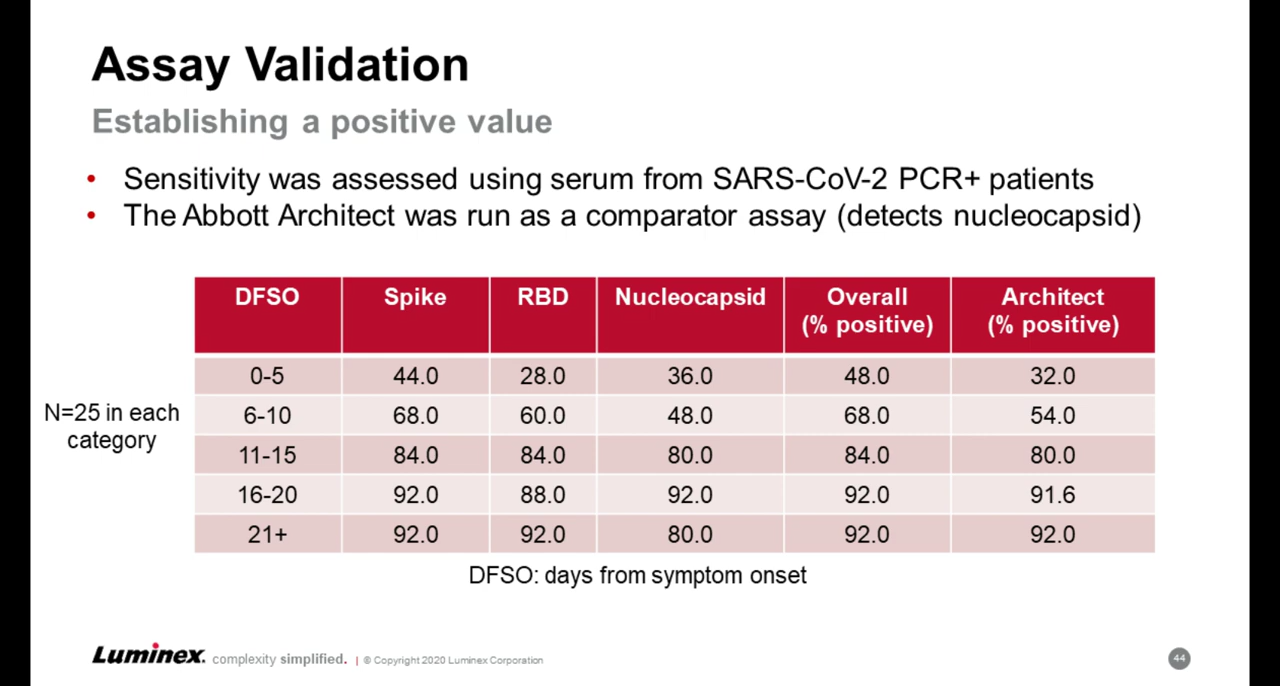 Assay Validation
Establishing a positive value
• Sensitivity was assessed using serum from SARS-CoV-2 PCR+ patients
• The Abbott Architect was run as a comparator assay (detects nucleocapsid)
DFSO Spike RBD Nucleocapsid Overall (% positive) Architect (% positive)
0-5 44.0 28.0 36.0 48.0 32.0
6-10 68.0 60.0 48.0 68.0 54.0
11-15 84.0 84.0 80.0 84.0 80.0
16-20 92.0 88.0 92.0 92.0 91.6
21+ 92.0 92.0 80.0 92.0 92.0
N=25 in each
category
DFSO: days from symptom onset
Luminex. complexity simplified. | © Copyright 2020 Luminex Corporation
44